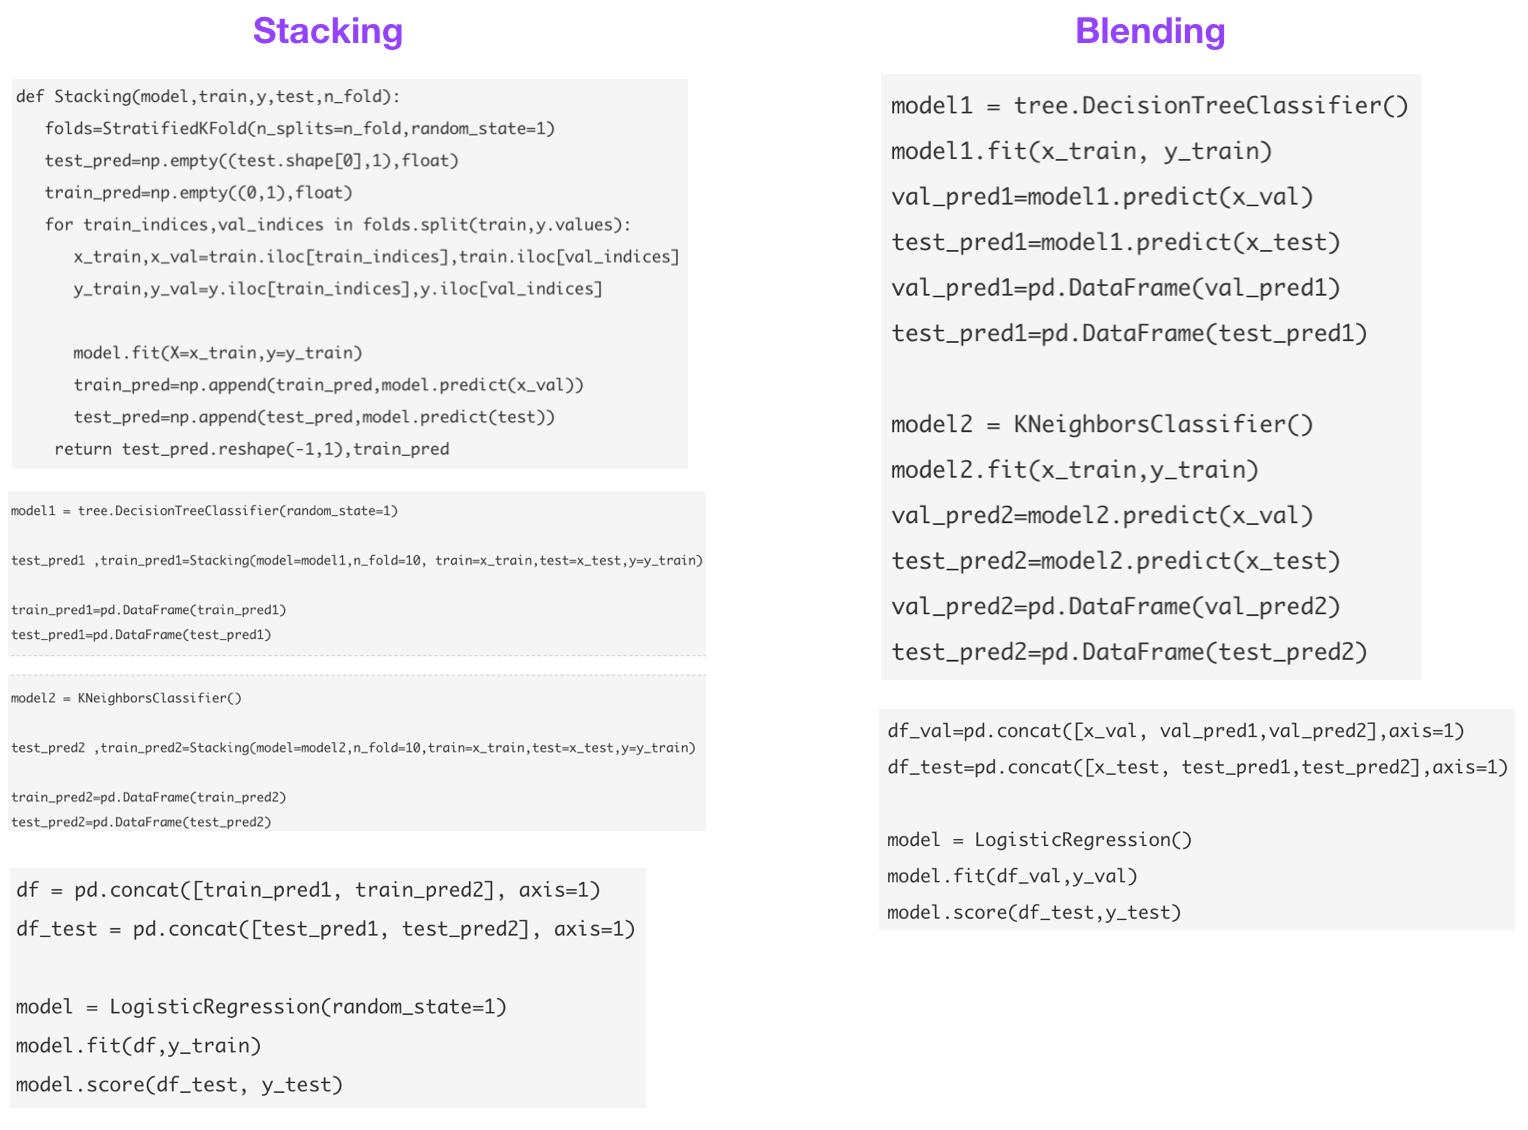 Stacking
def Stacking(model,train,y,test,n_fold):
folds=StratifiedKFold(n_splits=n_fold,random_state=1)
test_pred=np.empty((test.shape[0],1),float)
train_pred=np.empty((0,1),float)
for train_indices,val_indices in folds.split(train,y.values):
x_train,x_val=train.iloc[train_indices],train.iloc[val_indices]
y_train,y_val=y.iloc[train_indices],y.iloc[val_indices]
model.fit(X=x_train,y=y_train)
train_pred=np.append(train_pred,model.predict(x_val))
test_pred=np.append(test_pred,model.predict(test))
return test_pred.reshape(-1,1),train_pred
model1 = tree.DecisionTreeClassifier(random_state=1)
test_pred1 ,train_pred1=Stacking(model=model1,n_fold=10, train=x_train,test=x_test,y=y_train)
train_pred1=pd.DataFrame(train_pred1)
test_pred1=pd.DataFrame(test_pred1)
model2 = KNeighborsClassifier()
test_pred2 ,train_pred2=Stacking(model=model2,n_fold=10,train=x_train,test=x_test,y=y_train)
train_pred2=pd.DataFrame(train_pred2)
test_pred2=pd.DataFrame(test_pred2)
df = pd.concat([train_pred1, train_pred2], axis=1)
df_test = pd.concat([test_pred1, test_pred2], axis=1)
model = LogisticRegression(random_state=1)
model.fit(df,y_train)
model.score(df_test, y_test)
Blending
model1 = tree.DecisionTreeClassifier()
model1.fit(x_train, y_train)
val_pred1=model1.predict(x_val)
test_pred1=model1.predict(x_test)
val_pred1=pd.DataFrame(val_pred1)
test_pred1=pd.DataFrame(test_pred1)
model2 = KNeighborsClassifier()
model2.fit(x_train,y_train)
val_pred2=model2.predict(x_val)
test_pred2=model2.predict(x_test)
val_pred2=pd.DataFrame(val_pred2)
test_pred2=pd.DataFrame(test_pred2)
df_val=pd.concat([x_val, val_pred1,val_pred2],axis=1)
df_test=pd.concat([x_test, test_pred1,test_pred2],axis=1)
model = LogisticRegression()
model.fit(df_val,y_val)
model.score(df_test,y_test)